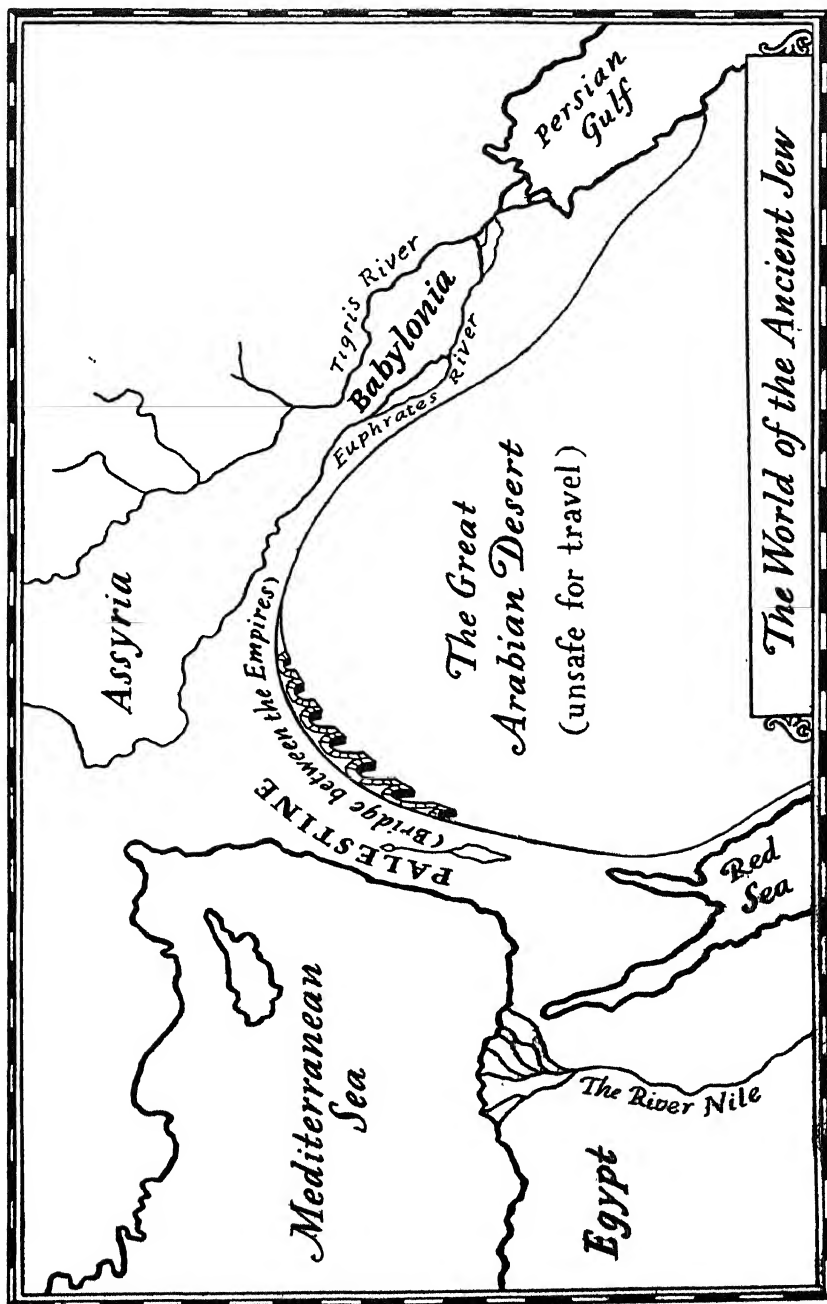 Assyria
Tigris River
Babylonia
Euphrates River
Persian
Gulf
Mediterranean
Sea
PALESTINE
(Bridge between the Empires)
The Great
Arabian Desert
(unsafe for travel)
Egypt
The River Nile
Red
Sea
The World of the Ancient Jew